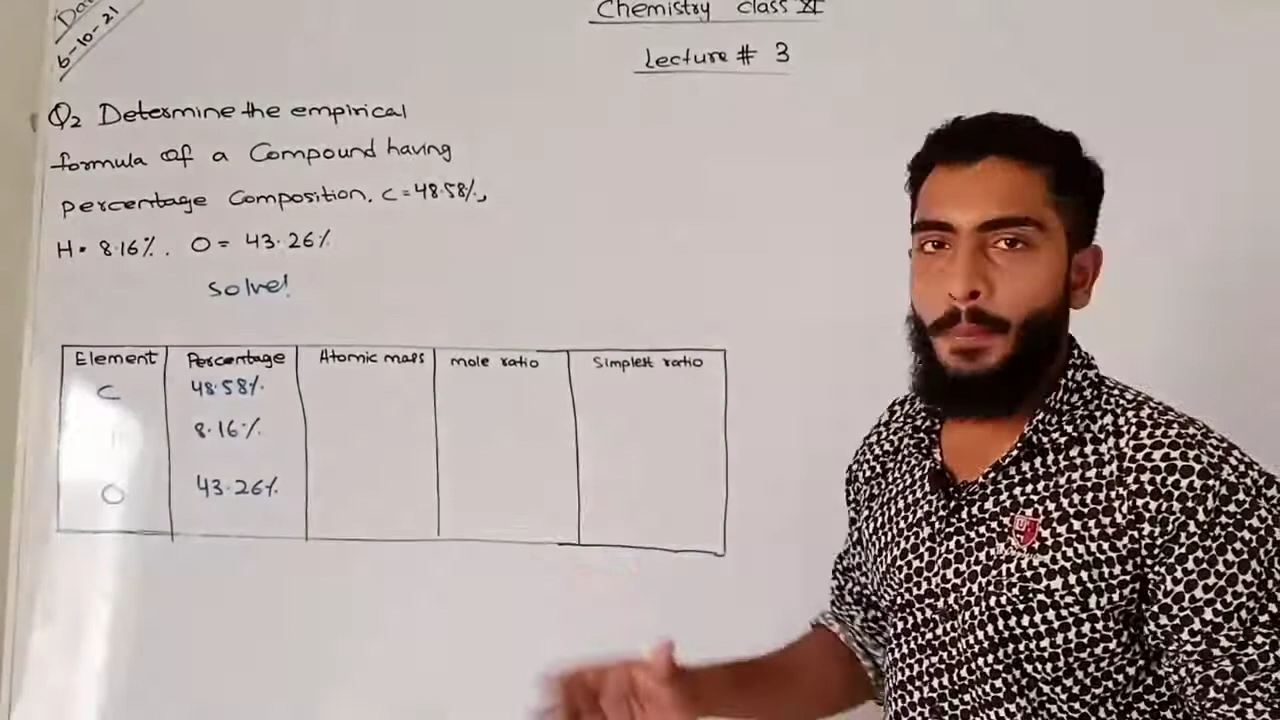 6-10-21
Chemistry class XI
Lecture # 3
Q2 Determine the empirical
formula of a Compound having
percentage Composition. C = 48.58%,
H = 8.16%. O = 43.26%
Solve!
Element Percentage Atomic mass mole ratio Simplest ratio
C 48.58%
8.16%
O 43.26%